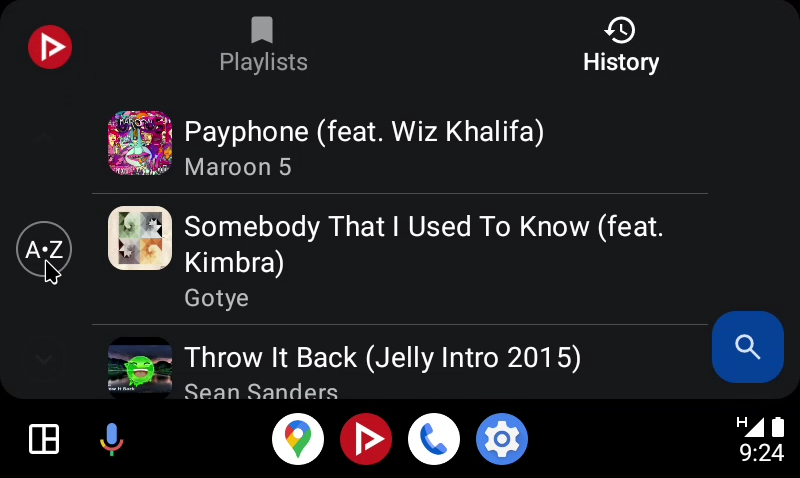 Playlists
History
Payphone (feat. Wiz Khalifa)
Maroon 5
A•Z
Somebody That I Used To Know (feat.
Kimbra)
Gotye
Throw It Back (Jelly Intro 2015)
Sean Sanders
H
9:24